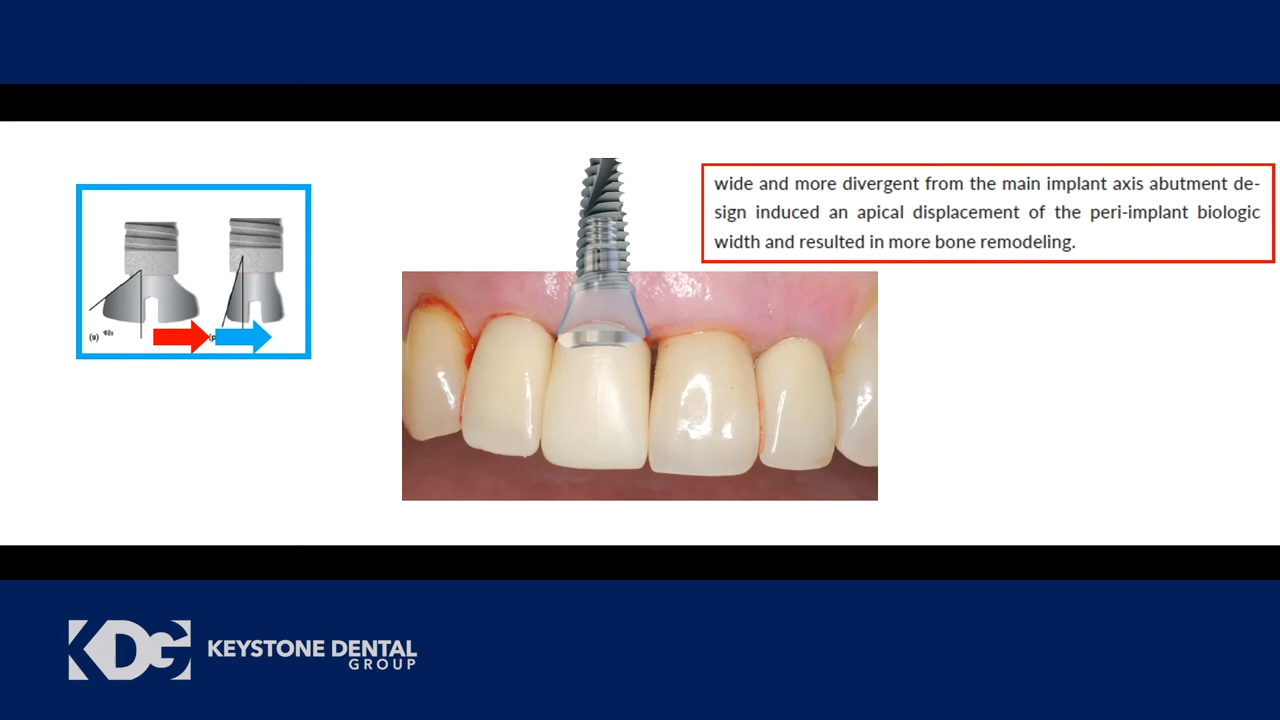 wide and more divergent from the main implant axis abutment de-
sign induced an apical displacement of the peri-implant biologic
width and resulted in more bone remodeling.
(g)
KDG KEYSTONE DENTAL
GROUP